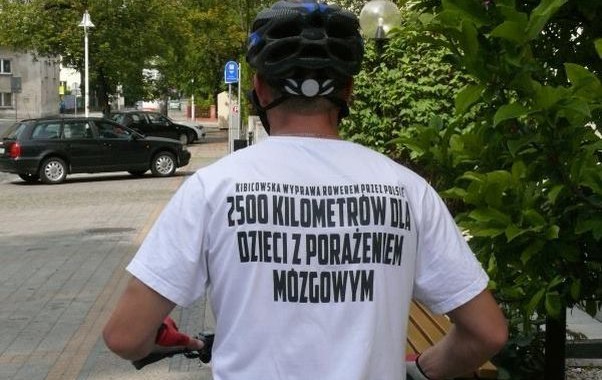 KIBICOWSKA WYPRAWA ROWEREM PRZEZ POLSKĘ
2500 KILOMETRÓW DLA
DZIECI Z PORAŻENIEM
MÓZGOWYM